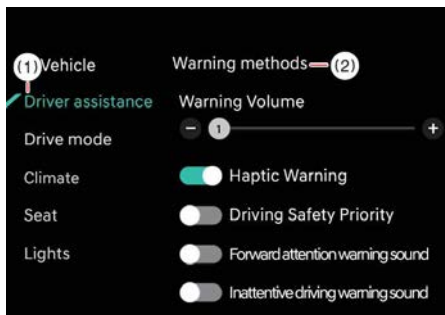 (1) Vehicle
Driver assistance
Drive mode
Climate
Seat
Lights
Warning methods (2)
Warning Volume
- 1 +
Haptic Warning
Driving Safety Priority
Forward attention warning sound
Inattentive driving warning sound